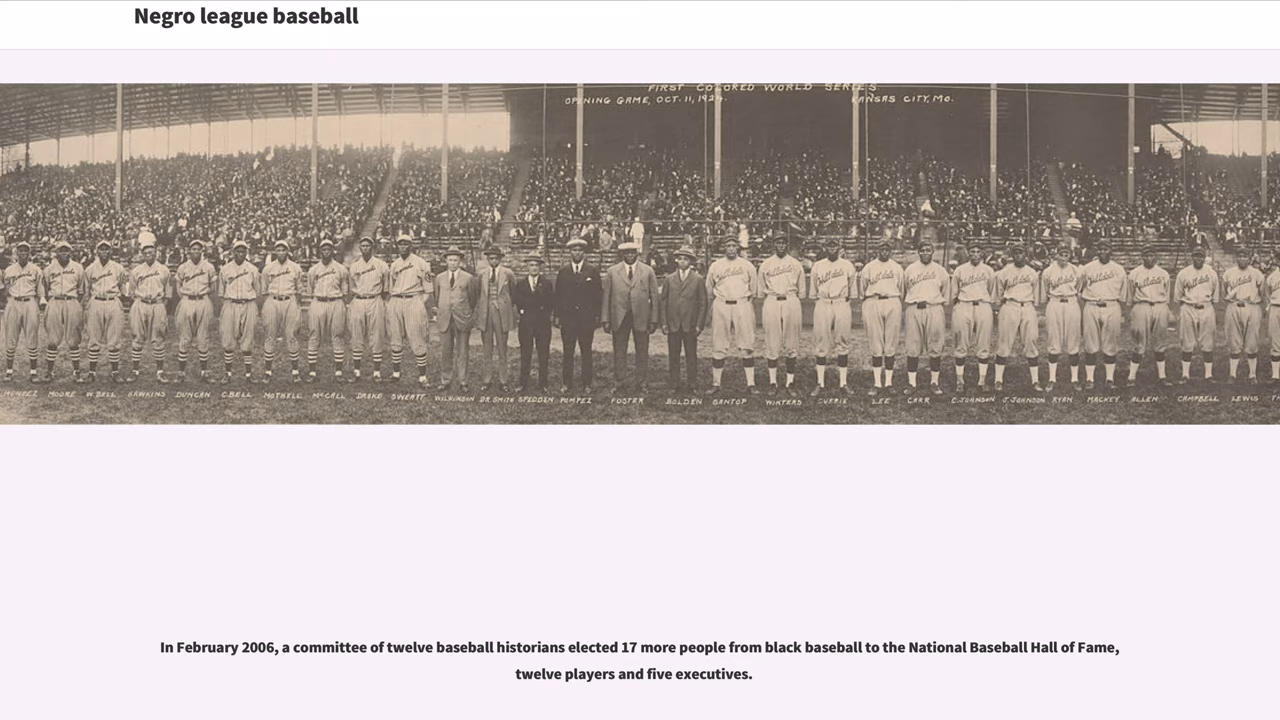 Negro league baseball
FIRST COLORED WORLD SERIES
OPENING GAME, OCT. 11, 1924. KANSAS CITY, MO.
MOORE W. BELL HAWKINS DUNCAN C. BELL MOTHELL McCALL DRAKE SWEATT WILKINSON DR. SMITH SPEDDEN POMPEZ FOSTER BOLDEN SANTOP WINTERS CURRIE LEE CARR C. JOHNSON J. JOHNSON RYAN MACKEY ALLEN CAMPBELL LEWIS
In February 2006, a committee of twelve baseball historians elected 17 more people from black baseball to the National Baseball Hall of Fame,
twelve players and five executives.